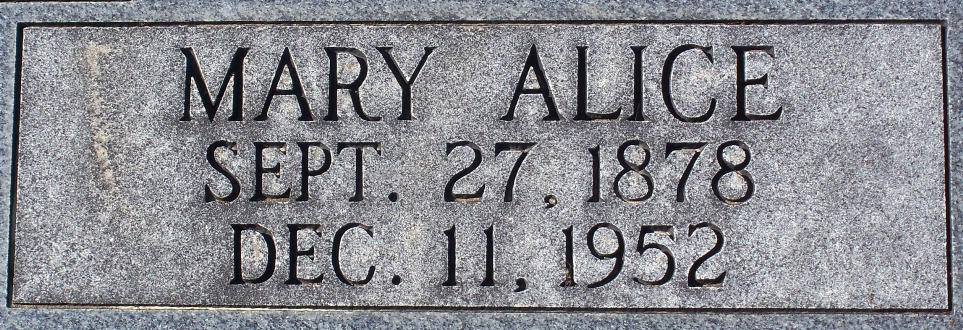 MARY ALICE
SEPT. 27, 1878
DEC. 11, 1952